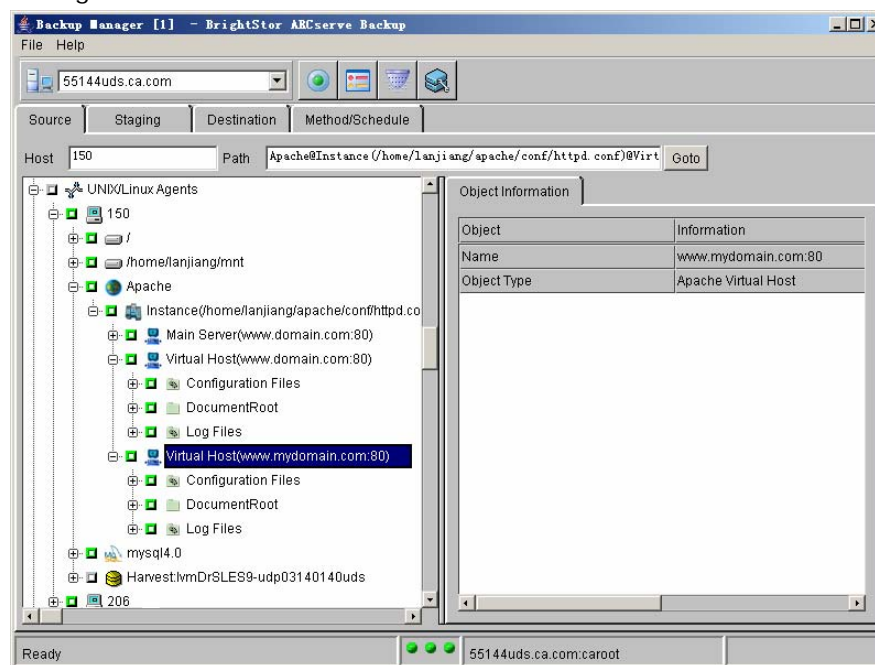 Backup Manager [1] - BrightStor ARCserve Backup
File Help
55144uds.ca.com
Source Staging Destination Method/Schedule
Host 150 Path Apache@Instance(/home/lanjiang/apache/conf/httpd.conf)@Virt Goto
UNIX/Linux Agents
150
/
/home/lanjiang/mnt
Apache
Instance(/home/lanjiang/apache/conf/httpd.co
Main Server(www.domain.com:80)
Virtual Host(www.domain.com:80)
Configuration Files
DocumentRoot
Log Files
Virtual Host(www.mydomain.com:80)
Configuration Files
DocumentRoot
Log Files
mysql4.0
Harvest:lvmDrSLES9-udp03140140uds
206
Object Information
Object Information
Name www.mydomain.com:80
Object Type Apache Virtual Host
Ready 55144uds.ca.com:caroot